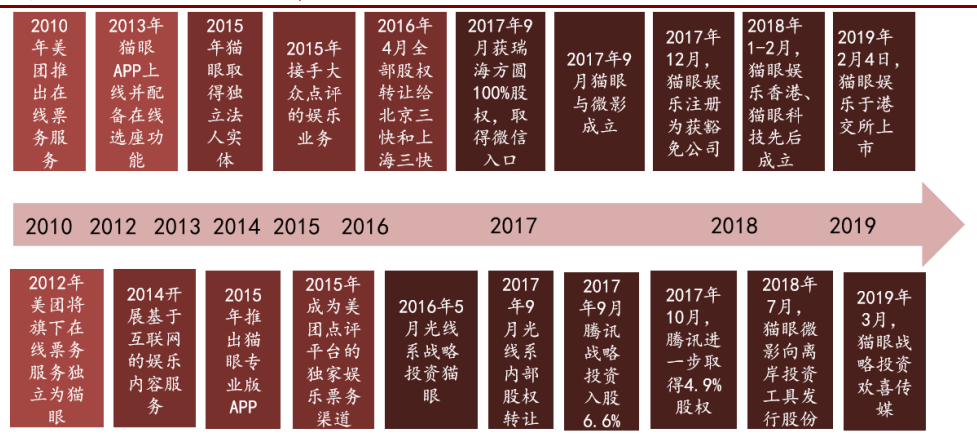 2010
年美
团推
出在
线票
务服
务
2013年
猫眼
APP上
线并配
备在线
选座功
能
2015
年猫
眼取
得独
立法
人实
体
2015年
接手大
众点评
的娱乐
业务
2016年
4月全
部股权
转让给
北京三
快和上
海三快
2017年9
月获瑞
海方圆
100%股
权，取
得微信
入口
2017年9
月猫眼
与微影
成立
2017年
12月，
猫眼娱
乐注册
为获豁
免公司
2018年
1-2月，
猫眼娱
乐香港、
猫眼科
技先后
成立
2019年
2月4日，
猫眼娱
乐于港
交所上
市
2010 2012 2013 2014 2015 2016 2017 2018 2019
2012年
美团将
旗下在
线票务
服务独
立为猫
眼
2014开
展基于
互联网
的娱乐
内容服
务
2015
年推
出猫
眼专
业版
APP
2015年
成为美
团点评
平台的
独家娱
乐票务
渠道
2016年5
月光线
系战略
投资猫
眼
2017
年9
月光
线系
内部
股权
转让
2017
年9月
腾讯
战略
投资
入股
6.6%
2017年
10月，
腾讯进
一步取
得4.9%
股权
2018年
7月，
猫眼微
影向离
岸投资
工具发
行股份
2019年
3月，
猫眼战
略投资
欢喜传
媒